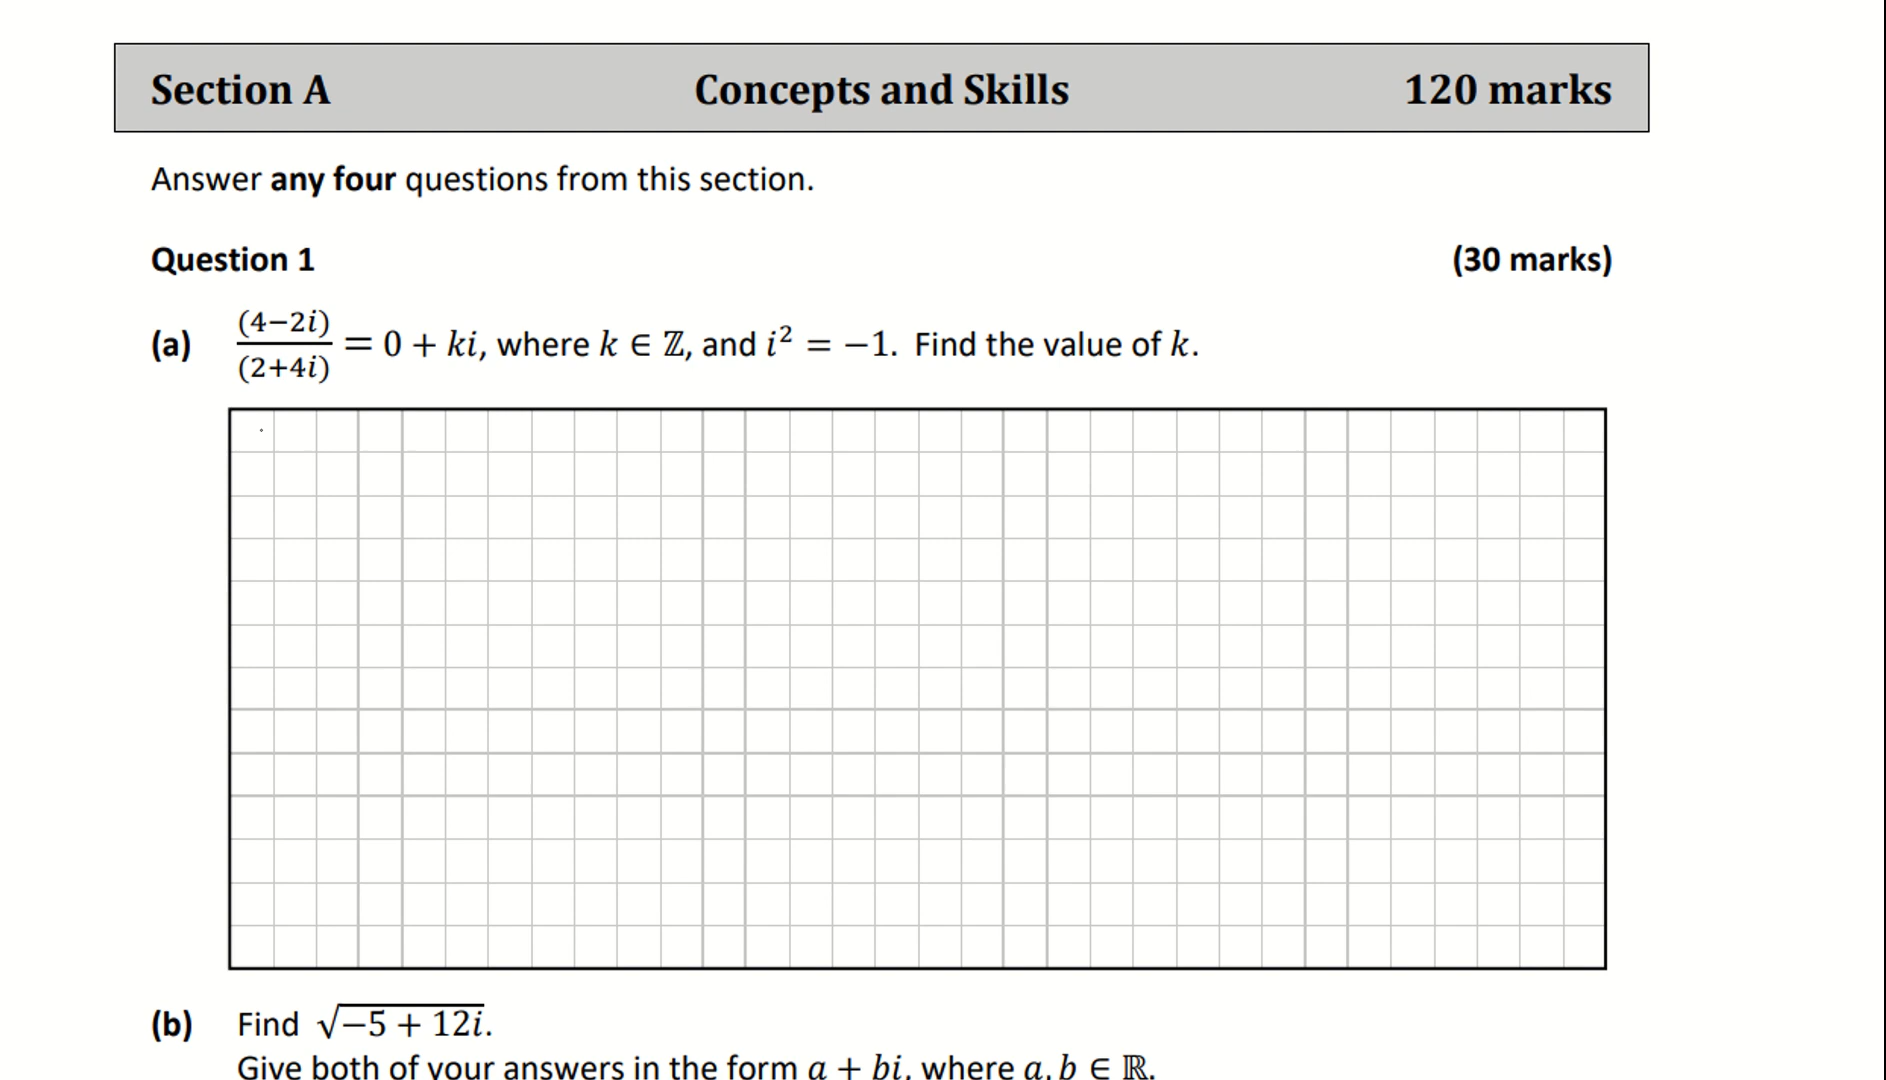 Section A Concepts and Skills 120 marks
Answer any four questions from this section.
Question 1 (30 marks)
(a) (4−2i)/(2+4i) = 0 + ki, where k ∈ ℤ, and i² = −1. Find the value of k.
(b) Find √(−5 + 12i).
Give both of your answers in the form a + bi, where a, b ∈ ℝ.